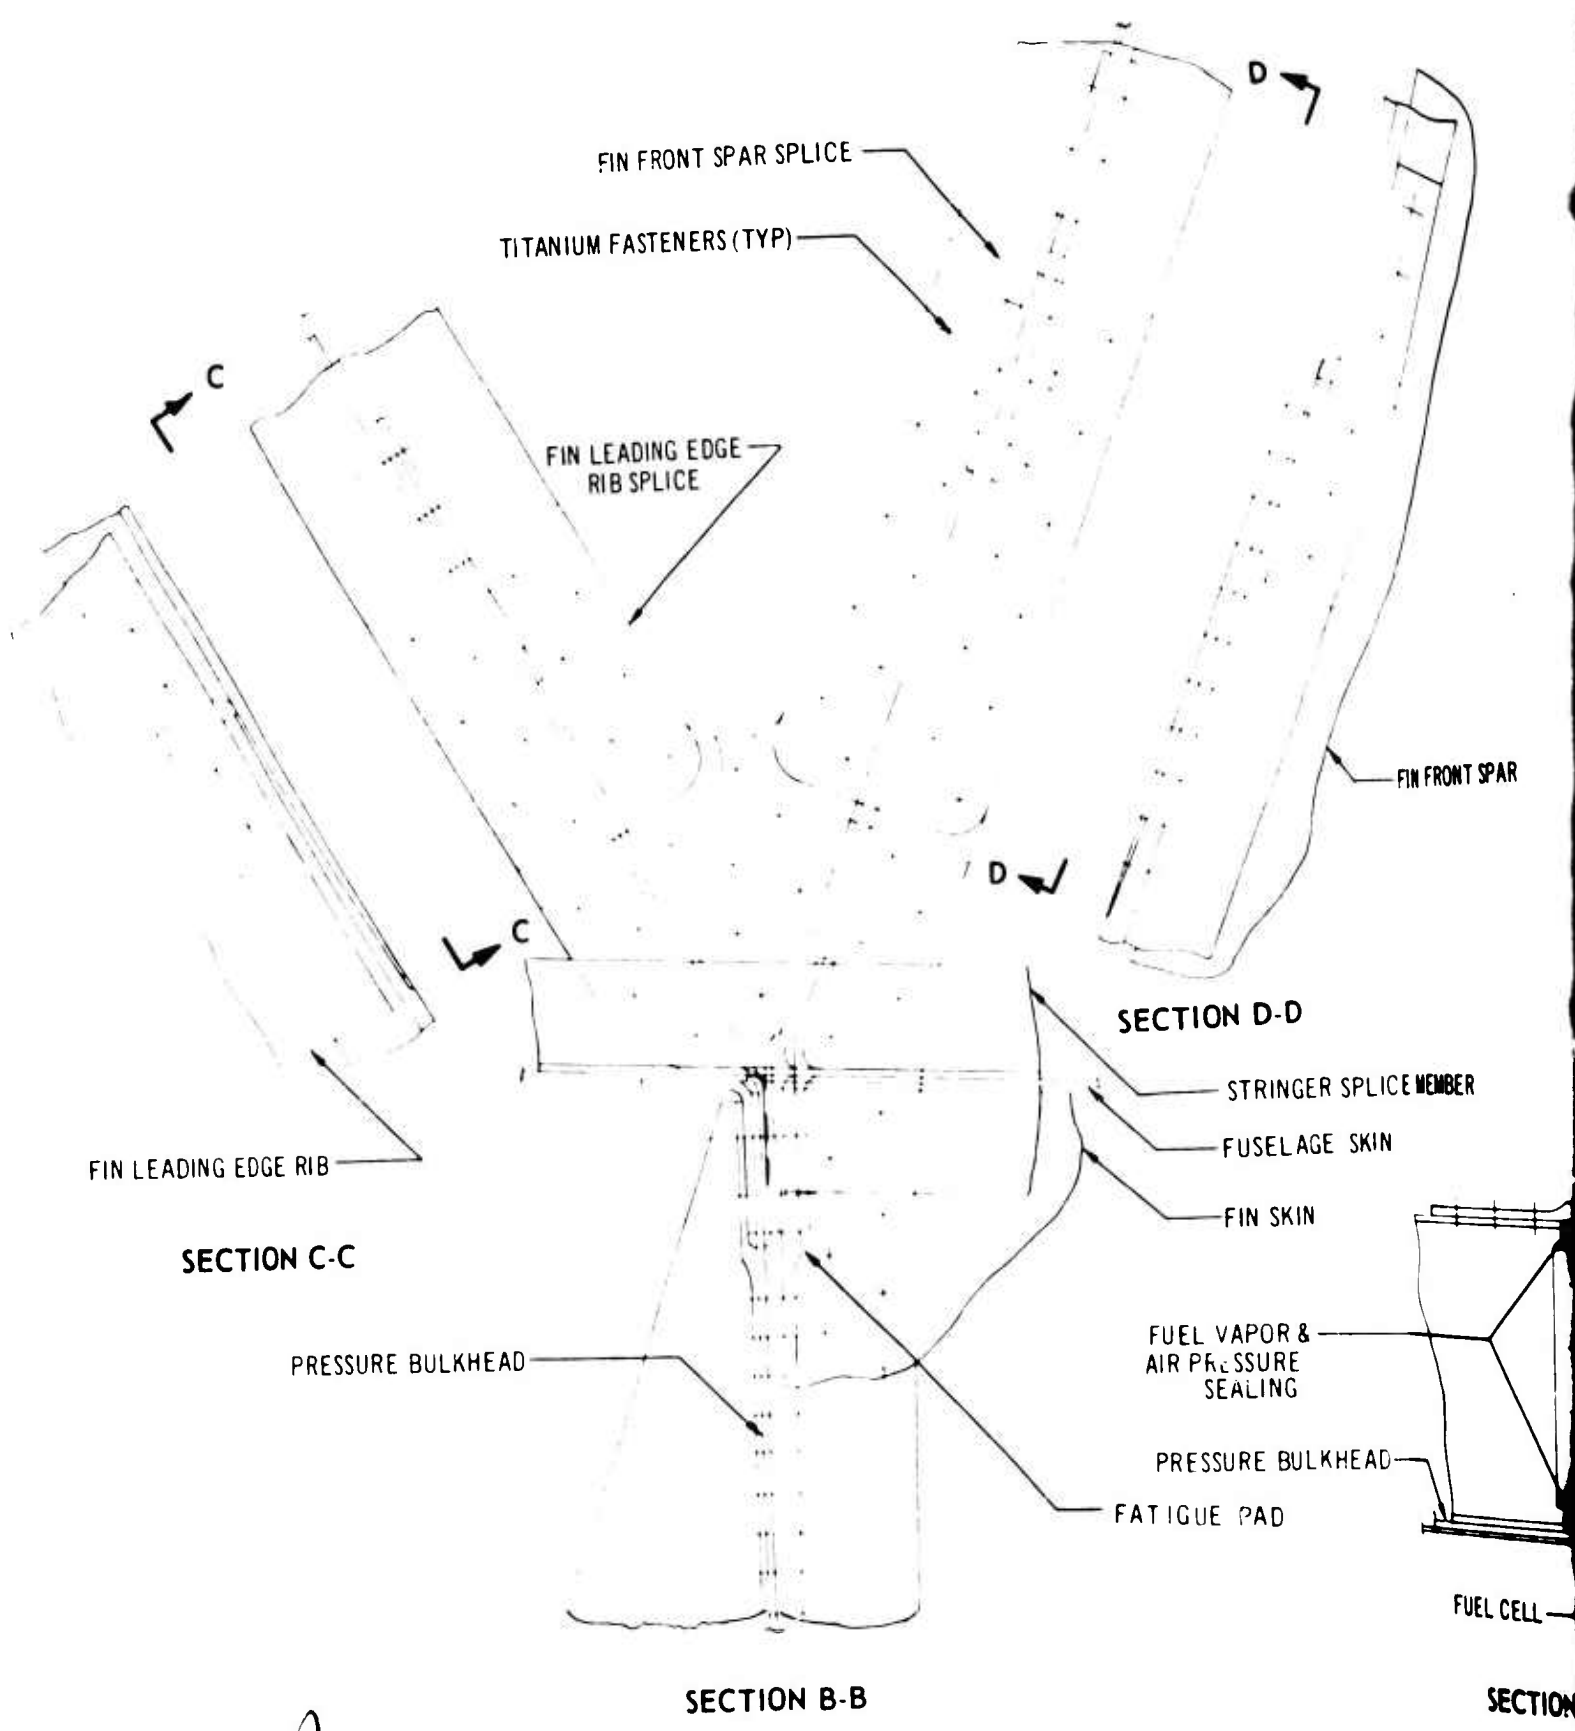 D
FIN FRONT SPAR SPLICE
TITANIUM FASTENERS (TYP)
C
FIN LEADING EDGE
RIB SPLICE
FIN FRONT SPAR
D
C
SECTION D-D
STRINGER SPLICE MEMBER
FUSELAGE SKIN
FIN LEADING EDGE RIB
FIN SKIN
SECTION C-C
FUEL VAPOR &
AIR PRESSURE
SEALING
PRESSURE BULKHEAD
PRESSURE BULKHEAD
FATIGUE PAD
FUEL CELL
SECTION B-B
SECTION